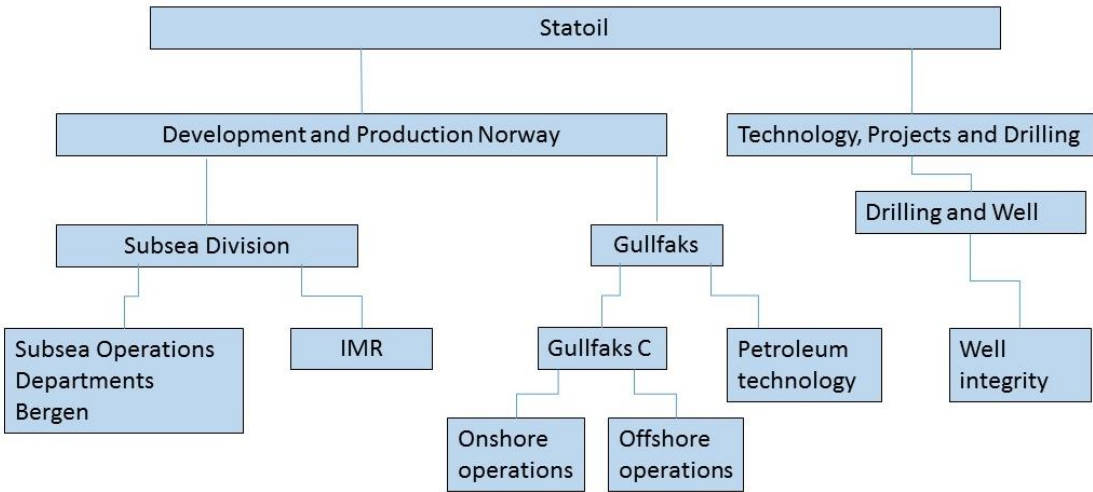 Statoil
Development and Production Norway
Technology, Projects and Drilling
Drilling and Well
Subsea Division
Gullfaks
Subsea Operations
Departments
Bergen
IMR
Gullfaks C
Petroleum
technology
Well
integrity
Onshore
operations
Offshore
operations